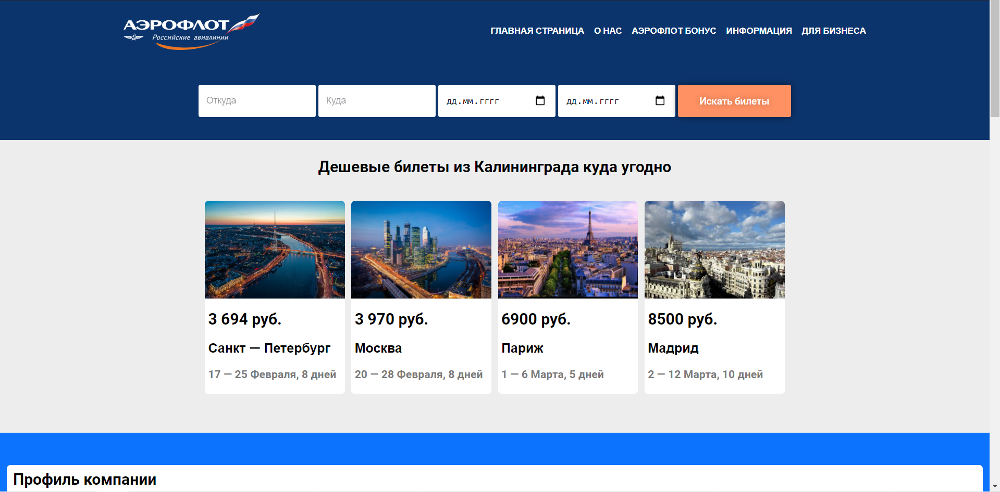 АЭРОФЛОТ
Российские авиалинии
ГЛАВНАЯ СТРАНИЦА О НАС АЭРОФЛОТ БОНУС ИНФОРМАЦИЯ ДЛЯ БИЗНЕСА
Откуда Куда дд.мм.гггг дд.мм.гггг Искать билеты
Дешевые билеты из Калининграда куда угодно
3 694 руб.
Санкт — Петербург
17 — 25 Февраля, 8 дней
3 970 руб.
Москва
20 — 28 Февраля, 8 дней
6900 руб.
Париж
1 — 6 Марта, 5 дней
8500 руб.
Мадрид
2 — 12 Марта, 10 дней
Профиль компании